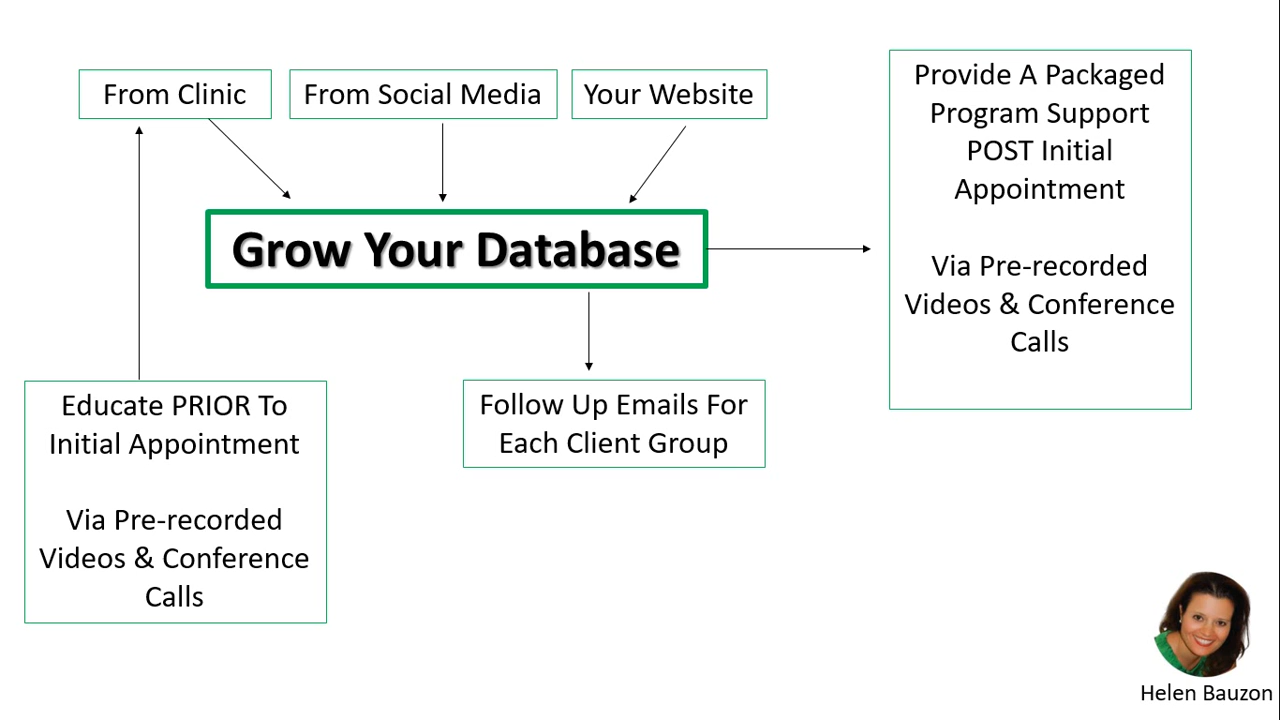 From Clinic
From Social Media
Your Website
Grow Your Database
Provide A Packaged
Program Support
POST Initial
Appointment
Via Pre-recorded
Videos & Conference
Calls
Educate PRIOR To
Initial Appointment
Via Pre-recorded
Videos & Conference
Calls
Follow Up Emails For
Each Client Group
Helen Bauzon